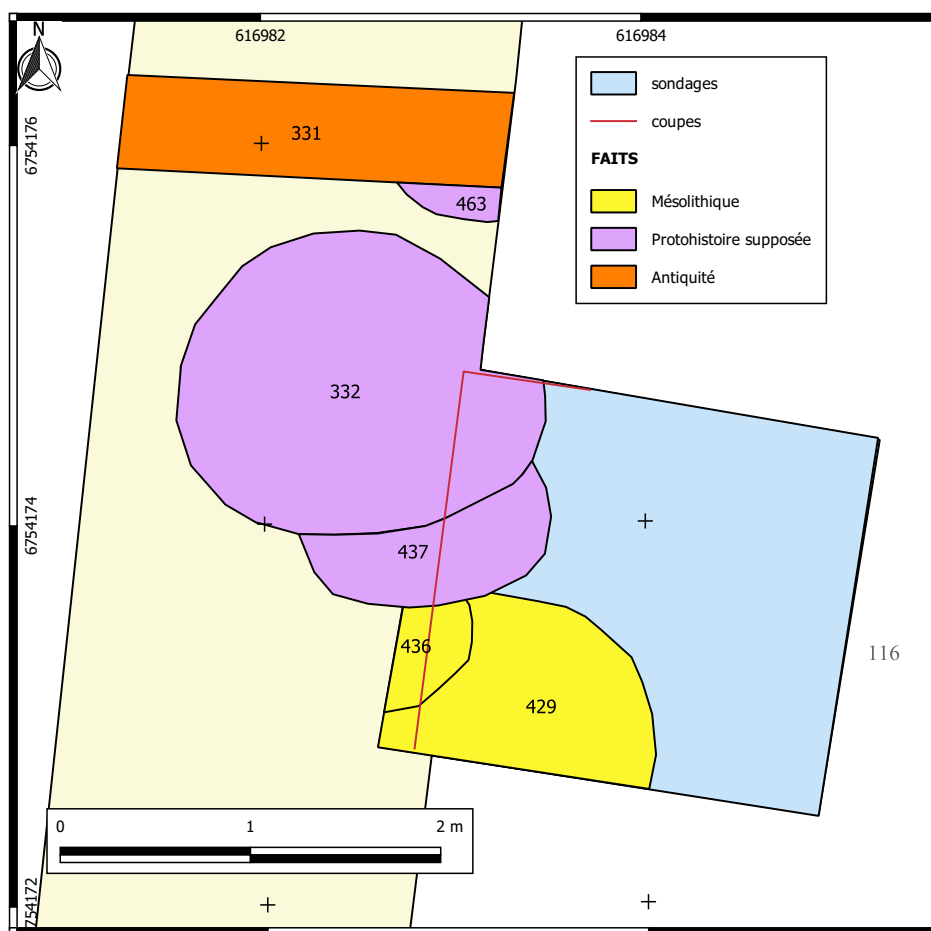 616982
616984
N
6754176
6754174
754172
sondages
coupes
FAITS
Mésolithique
Protohistoire supposée
Antiquité
331
463
332
437
436
429
116
0
1
2 m